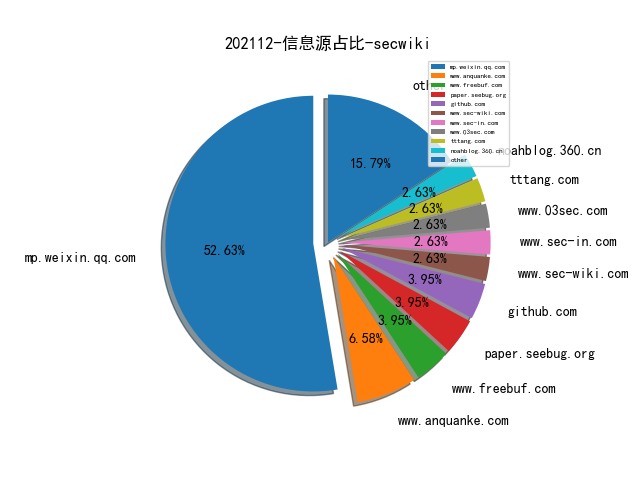 202112-信息源占比-secwiki
mp.weixin.qq.com
www.anquanke.com
www.freebuf.com
paper.seebug.org
github.com
www.sec-wiki.com
www.sec-in.com
www.03sec.com
tttang.com
noahblog.360.cn
other
15.79%
noahblog.360.cn
2.63%
tttang.com
2.63%
www.03sec.com
2.63%
www.sec-in.com
2.63%
mp.weixin.qq.com
52.63%
www.sec-wiki.com
2.63%
github.com
3.95%
paper.seebug.org
3.95%
www.freebuf.com
3.95%
www.anquanke.com
6.58%